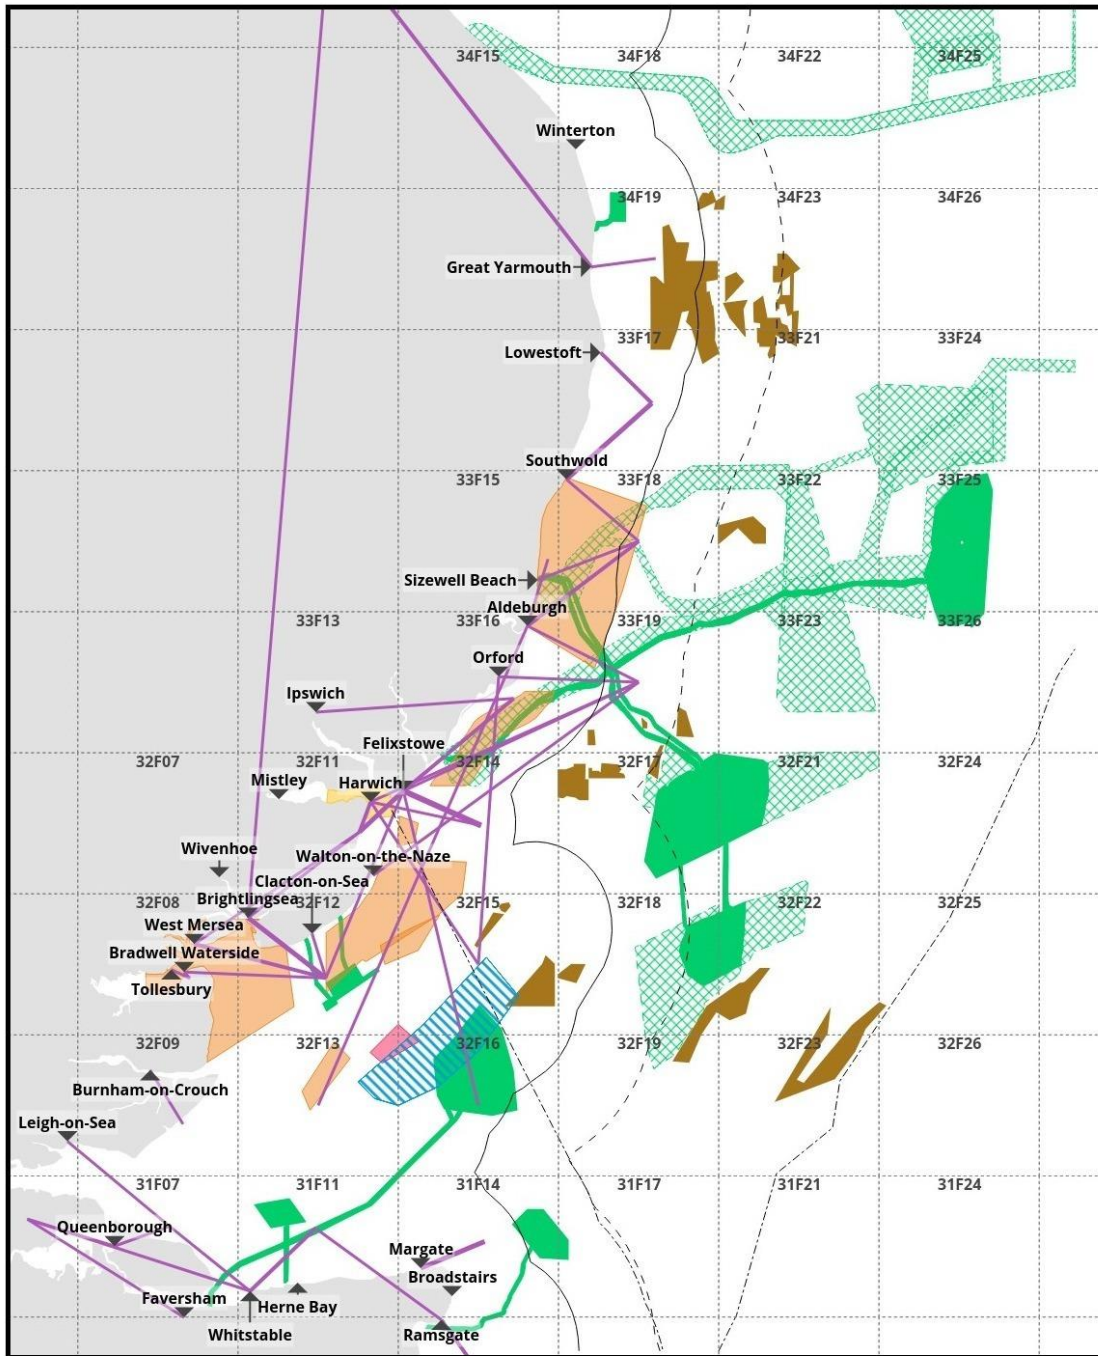 34F15 34F18 34F22 34F25
Winterton
34F19 34F23 34F26
Great Yarmouth
33F17 33F21 33F24
Lowestoft
Southwold
33F15 33F18 33F22 33F25
Sizewell Beach
Aldeburgh
33F13 33F16 33F19 33F23 33F26
Orford
Ipswich
Felixstowe
32F07 32F11 32F14 32F17 32F21 32F24
Mistley Harwich
Wivenhoe Walton-on-the-Naze
Clacton-on-Sea
Brightlingsea
32F08 32F12 32F15 32F18 32F22 32F25
West Mersea
Bradwell Waterside
Tollesbury
32F09 32F13 32F16 32F19 32F23 32F26
Burnham-on-Crouch
Leigh-on-Sea
31F07 31F11 31F14 31F17 31F21 31F24
Queenborough
Margate
Broadstairs
Faversham Herne Bay
Whitstable Ramsgate